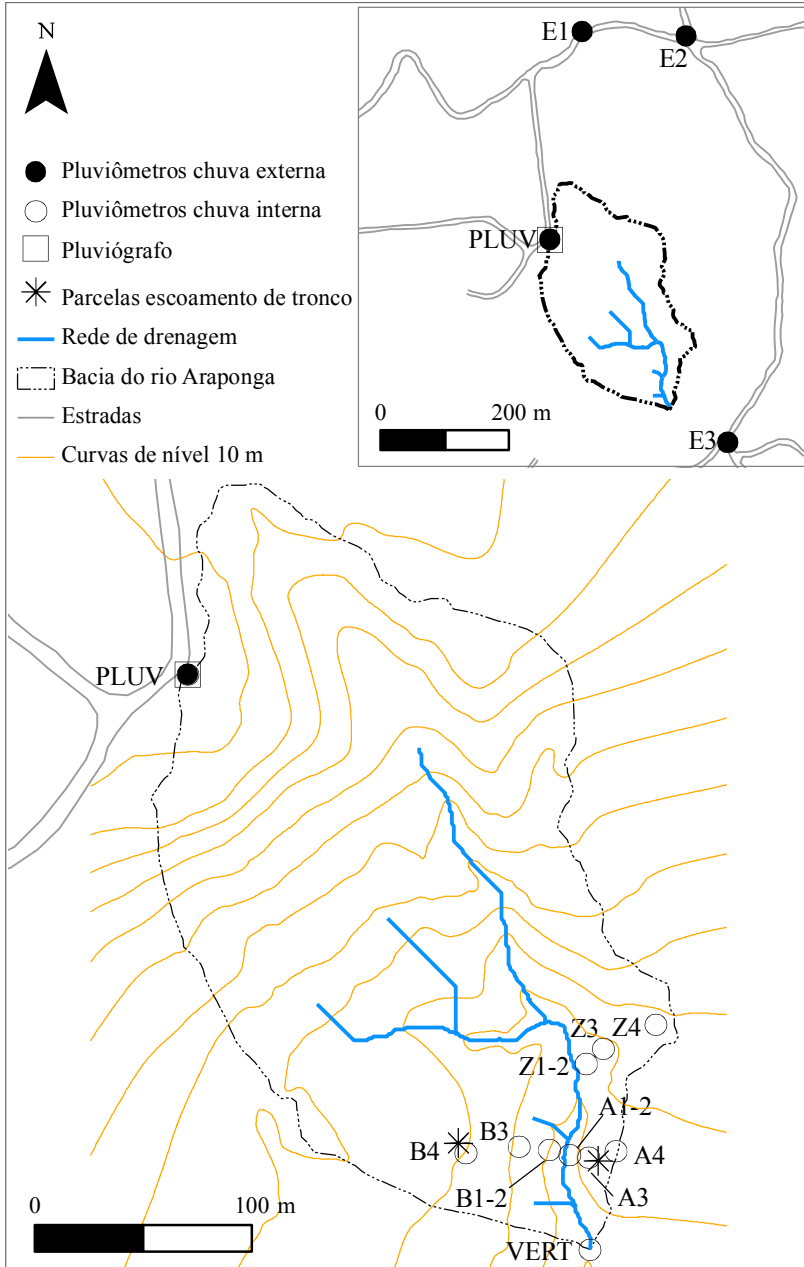 N
Pluviômetros chuva externa
Pluviômetros chuva interna
Pluviógrafo
Parcelas escoamento de tronco
Rede de drenagem
Bacia do rio Araponga
Estradas
Curvas de nível 10 m
E1
E2
PLUV
0 200 m
E3
PLUV
Z3 Z4
Z1-2
A1-2
B4 B3 A4
B1-2 A3
0 100 m
VERT